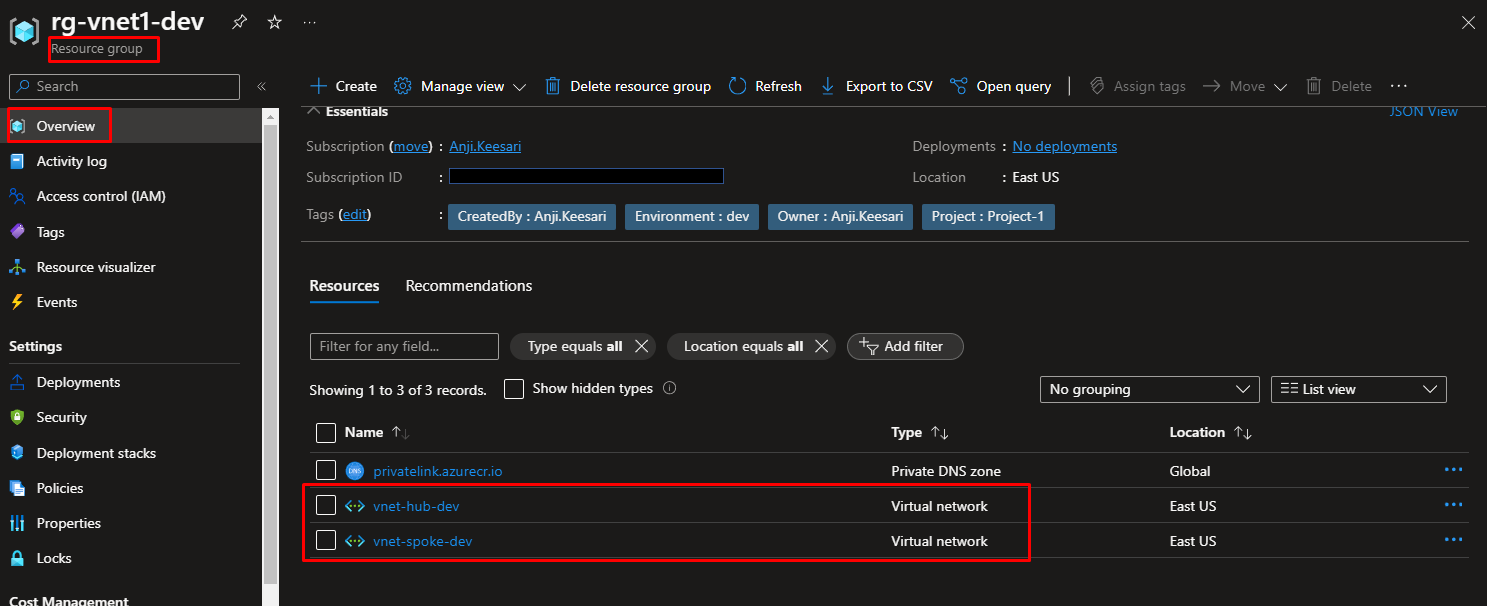 rg-vnet1-dev
Resource group
Search
Overview
Activity log
Access control (IAM)
Tags
Resource visualizer
Events
Settings
Deployments
Security
Deployment stacks
Policies
Properties
Locks
Cost Management
Create Manage view Delete resource group Refresh Export to CSV Open query Assign tags Move Delete
Essentials JSON View
Subscription (move) : Anji.Keesari Deployments : No deployments
Subscription ID : Location : East US
Tags (edit) : CreatedBy : Anji.Keesari Environment : dev Owner : Anji.Keesari Project : Project-1
Resources Recommendations
Filter for any field... Type equals all Location equals all Add filter
Showing 1 to 3 of 3 records. Show hidden types No grouping List view
Name Type Location
DNS privatelink.azurecr.io Private DNS zone Global
vnet-hub-dev Virtual network East US
vnet-spoke-dev Virtual network East US